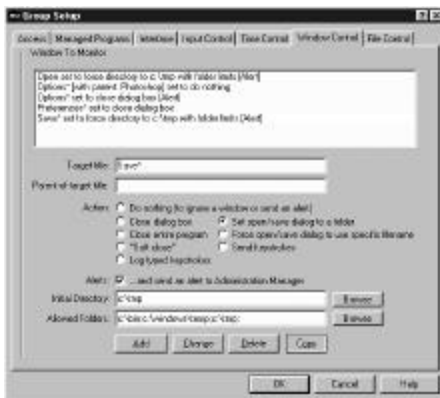 Group Setup
Access Managed Programs Interface Input Control Time Control Window Control File Control
Window To Monitor
Open set to force directory to c:\tmp with folder limits [Alert]
Options* [with parent: Photoshop] set to do nothing
Options* set to close dialog box [Alert]
Preferences* set to close dialog box
Save* set to force directory to c:\tmp with folder limits [Alert]
Target title: Save*
Parent of target title:
Action: Do nothing (to ignore a window or send an alert)
Close dialog box Set open/save dialog to a folder
Close entire program Force open/save dialog to use specific filename
"Soft close" Send keystrokes
Log typed keystrokes
Alerts: ...and send an alert to Administration Manager
Initial Directory: c:\tmp Browse
Allowed Folders: Browse
Add Change Delete Copy
OK Cancel Help